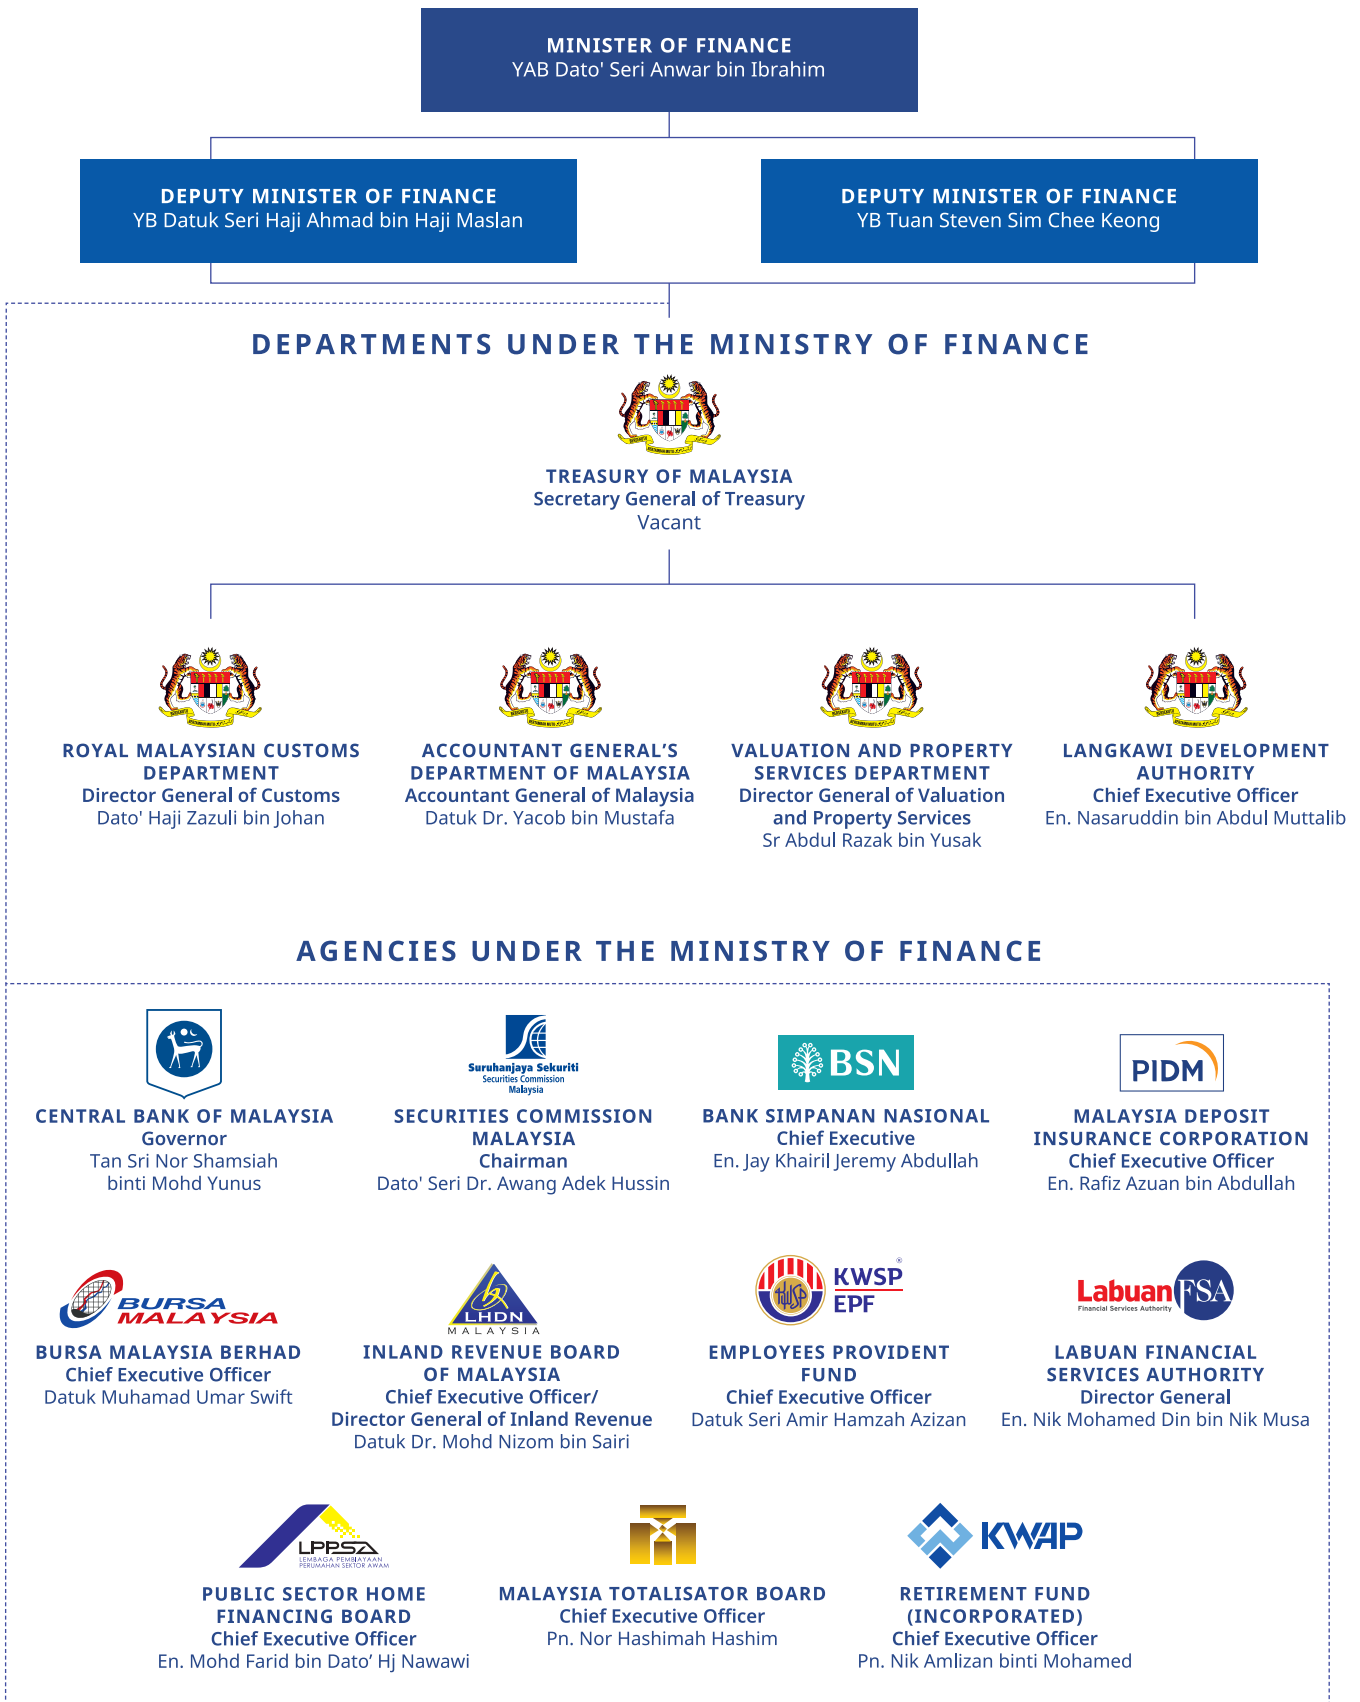 MINISTER OF FINANCE
YAB Dato' Seri Anwar bin Ibrahim
DEPUTY MINISTER OF FINANCE
YB Datuk Seri Haji Ahmad bin Haji Maslan
DEPUTY MINISTER OF FINANCE
YB Tuan Steven Sim Chee Keong
DEPARTMENTS UNDER THE MINISTRY OF FINANCE
TREASURY OF MALAYSIA
Secretary General of Treasury
Vacant
ROYAL MALAYSIAN CUSTOMS
DEPARTMENT
Director General of Customs
Dato' Haji Zazuli bin Johan
ACCOUNTANT GENERAL’S
DEPARTMENT OF MALAYSIA
Accountant General of Malaysia
Datuk Dr. Yacob bin Mustafa
VALUATION AND PROPERTY
SERVICES DEPARTMENT
Director General of Valuation
and Property Services
Sr Abdul Razak bin Yusak
LANGKAWI DEVELOPMENT
AUTHORITY
Chief Executive Officer
En. Nasaruddin bin Abdul Muttalib
AGENCIES UNDER THE MINISTRY OF FINANCE
CENTRAL BANK OF MALAYSIA
Governor
Tan Sri Nor Shamsiah
binti Mohd Yunus
Suruhanjaya Sekuriti
Securities Commission
Malaysia
SECURITIES COMMISSION
MALAYSIA
Chairman
Dato' Seri Dr. Awang Adek Hussin
BSN
BANK SIMPANAN NASIONAL
Chief Executive
En. Jay Khairil Jeremy Abdullah
PIDM
MALAYSIA DEPOSIT
INSURANCE CORPORATION
Chief Executive Officer
En. Rafiz Azuan bin Abdullah
BURSA
MALAYSIA
BURSA MALAYSIA BERHAD
Chief Executive Officer
Datuk Muhamad Umar Swift
LHDN
MALAYSIA
INLAND REVENUE BOARD
OF MALAYSIA
Chief Executive Officer/
Director General of Inland Revenue
Datuk Dr. Mohd Nizom bin Sairi
KWSP®
EPF
EMPLOYEES PROVIDENT
FUND
Chief Executive Officer
Datuk Seri Amir Hamzah Azizan
Labuan FSA
Financial Services Authority
LABUAN FINANCIAL
SERVICES AUTHORITY
Director General
En. Nik Mohamed Din bin Nik Musa
LPPSA
LEMBAGA PEMBIAYAAN
PERUMAHAN SEKTOR AWAM
PUBLIC SECTOR HOME
FINANCING BOARD
Chief Executive Officer
En. Mohd Farid bin Dato’ Hj Nawawi
MALAYSIA TOTALISATOR BOARD
Chief Executive Officer
Pn. Nor Hashimah Hashim
KWAP
RETIREMENT FUND
(INCORPORATED)
Chief Executive Officer
Pn. Nik Amlizan binti Mohamed